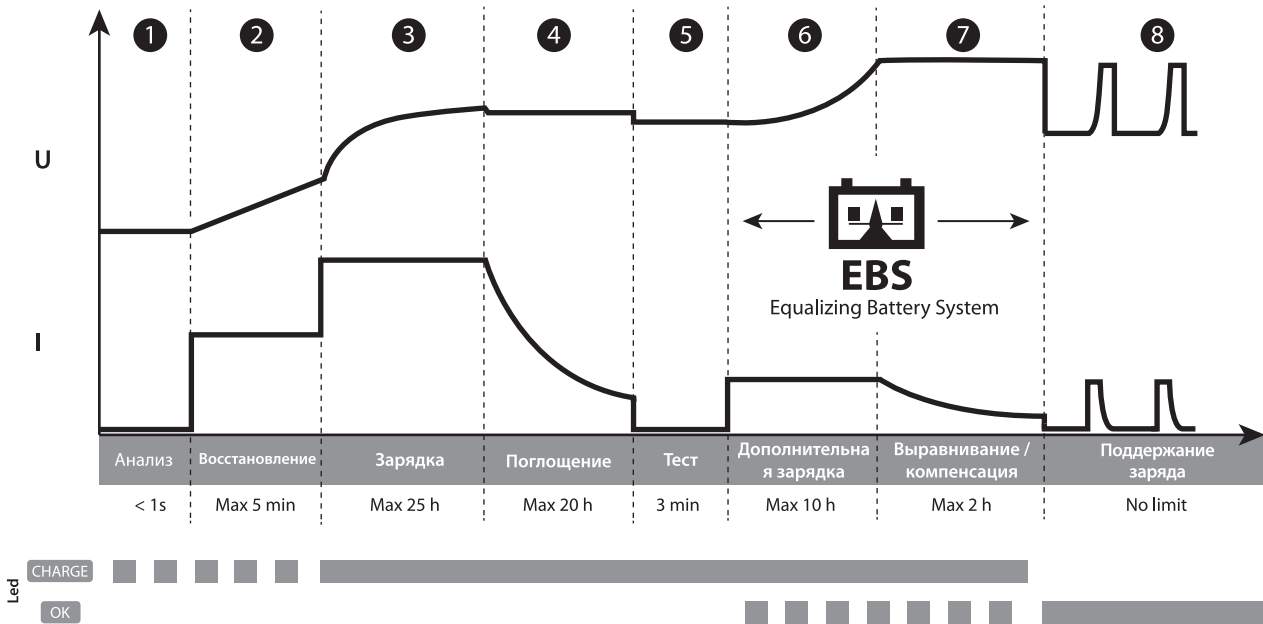 1 2 3 4 5 6 7 8
U
EBS
Equalizing Battery System
I
Анализ Восстановление Зарядка Поглощение Тест Дополнительна Выравнивание / Поддержание
я зарядка компенсация заряда
< 1s Max 5 min Max 25 h Max 20 h 3 min Max 10 h Max 2 h No limit
Led
CHARGE
OK